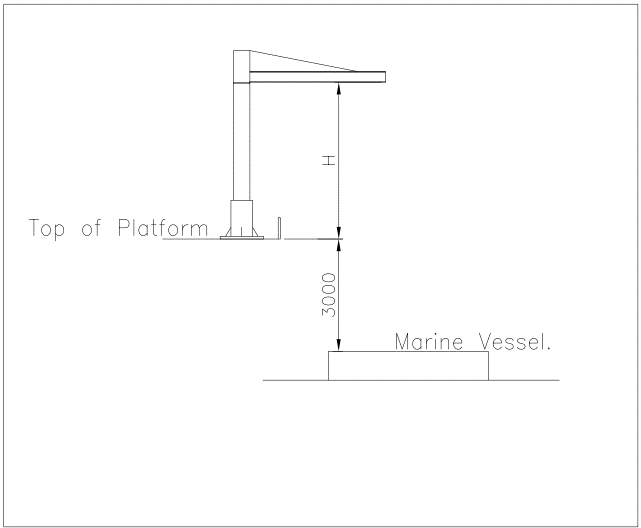 H
Top of Platform
3000
Marine Vessel.